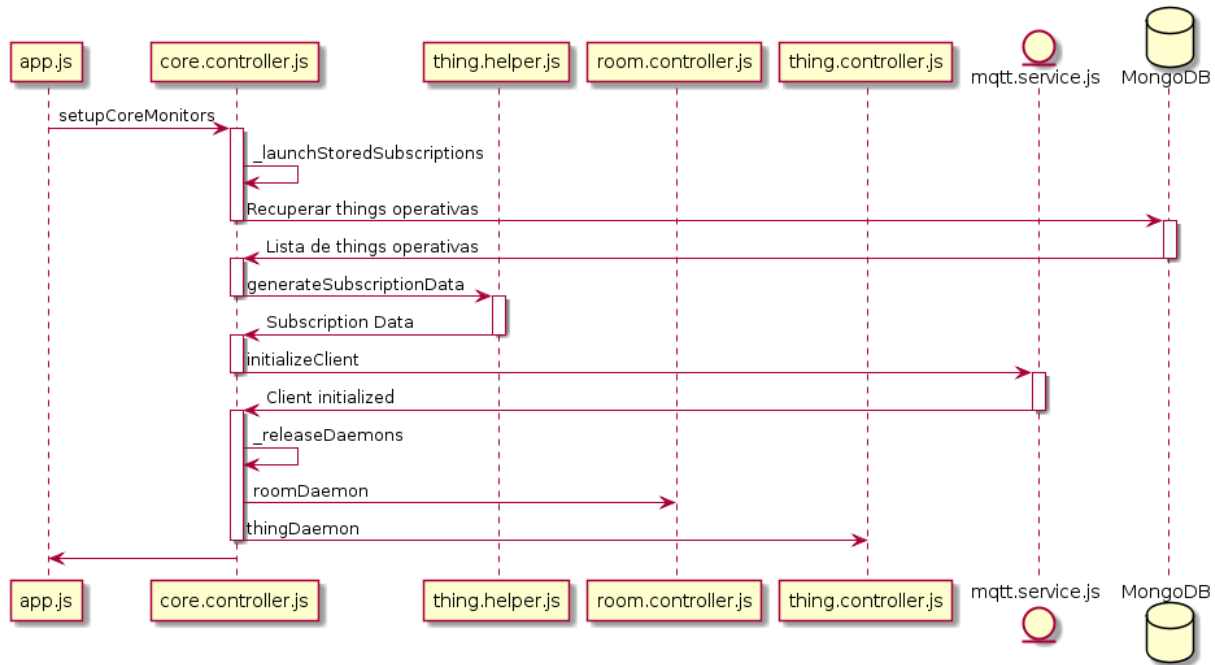 app.js
core.controller.js
thing.helper.js
room.controller.js
thing.controller.js
mqtt.service.js
MongoDB
setupCoreMonitors
_launchStoredSubscriptions
Recuperar things operativas
Lista de things operativas
generateSubscriptionData
Subscription Data
initializeClient
Client initialized
_releaseDaemons
roomDaemon
thingDaemon
app.js
core.controller.js
thing.helper.js
room.controller.js
thing.controller.js
mqtt.service.js
MongoDB